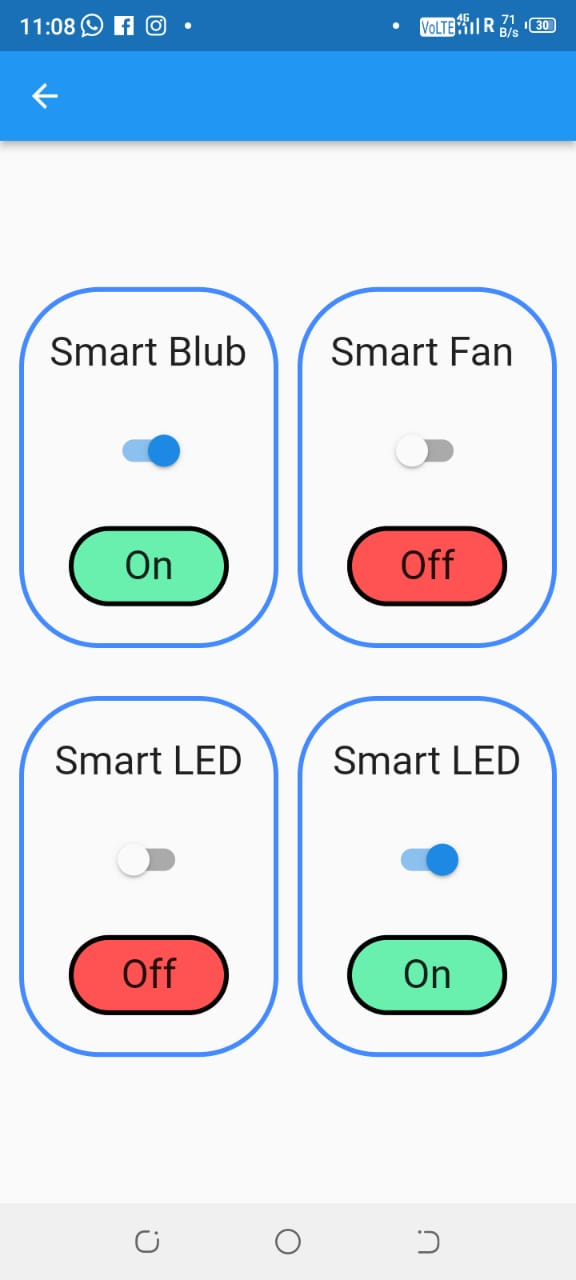 11:08 VoLTE 4G R 71 B/s 30
Smart Blub Smart Fan
On Off
Smart LED Smart LED
Off On